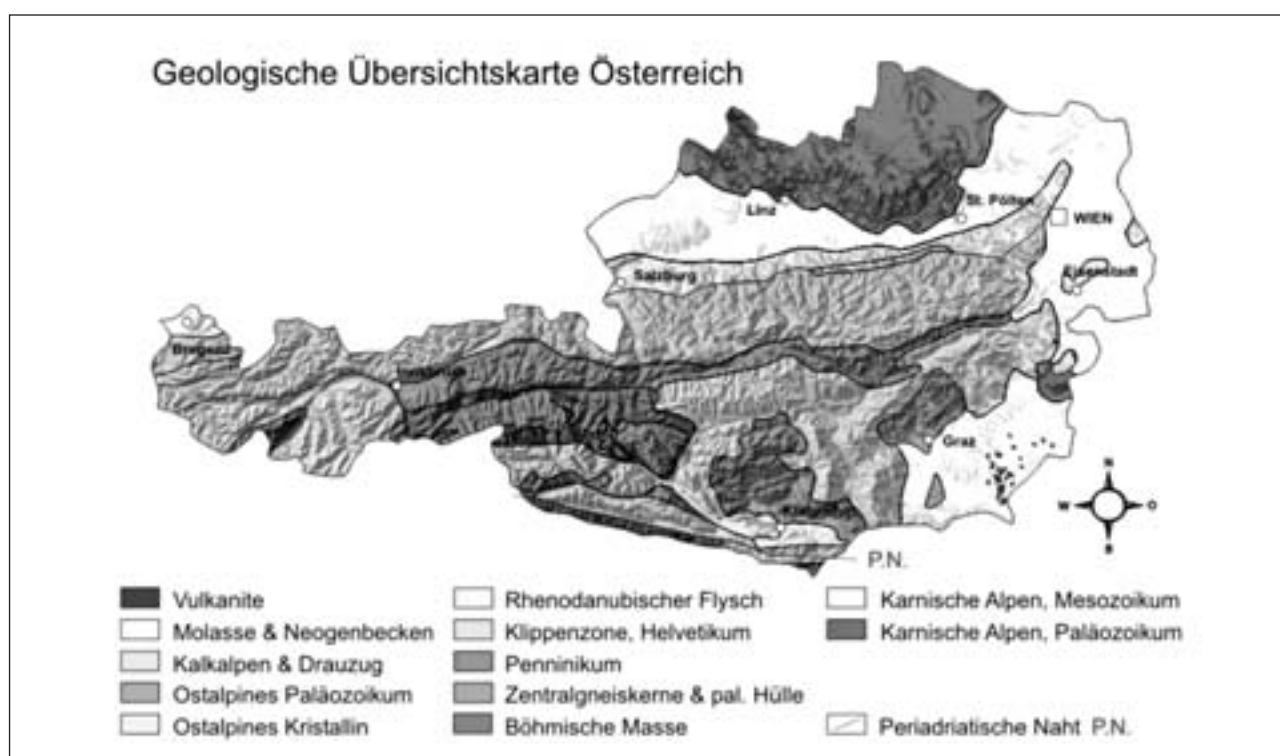 Geologische Übersichtskarte Österreich
Linz
St. Pölten
WIEN
Salzburg
Eisenstadt
Bregenz
Innsbruck
Graz
Klagenfurt
N
W
O
S
P.N.
Vulkanite
Molasse & Neogenbecken
Kalkalpen & Drauzug
Ostalpines Paläozoikum
Ostalpines Kristallin
Rhenodanubischer Flysch
Klippenzone, Helvetikum
Penninikum
Zentralgneiskerne & pal. Hülle
Böhmische Masse
Karnische Alpen, Mesozoikum
Karnische Alpen, Paläozoikum
Periadriatische Naht P.N.